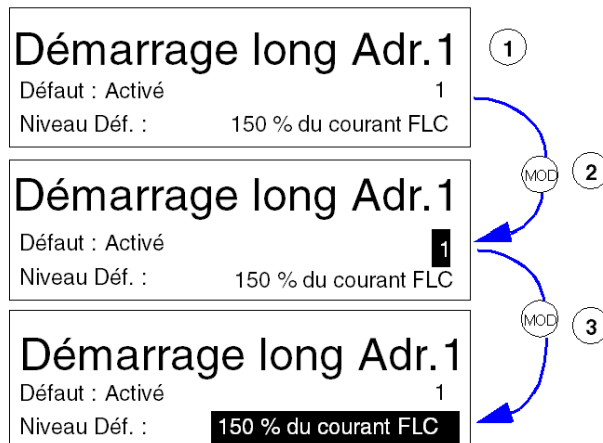 Démarrage long Adr.1
1
Défaut : Activé 1
Niveau Déf. : 150 % du courant FLC
MOD
2
Démarrage long Adr.1
Défaut : Activé 1
Niveau Déf. : 150 % du courant FLC
MOD
3
Démarrage long Adr.1
Défaut : Activé 1
Niveau Déf. : 150 % du courant FLC